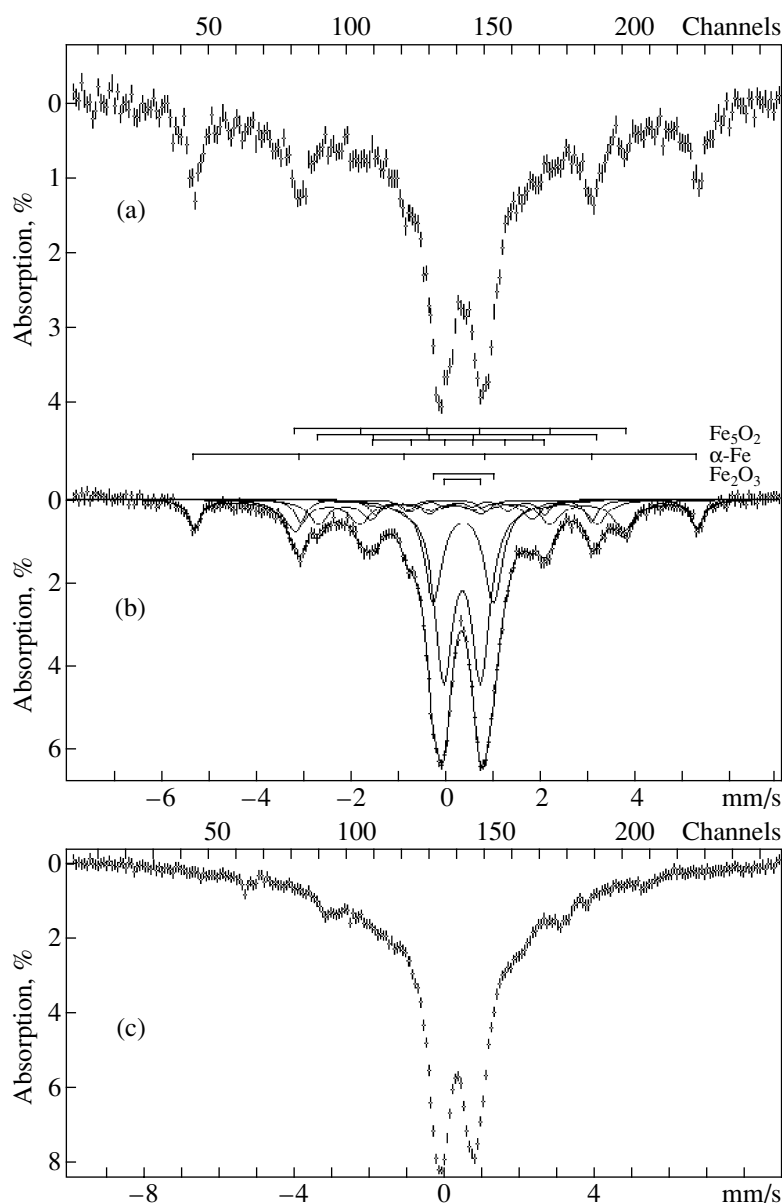 50 100 150 200 Channels
0
1
2
3
4
Absorption, %
(a)
Fe₅O₂
α-Fe
Fe₂O₃
0
2
4
6
Absorption, %
(b)
−6 −4 −2 0 2 4 mm/s
50 100 150 200 Channels
0
2
4
6
8
Absorption, %
(c)
−8 −4 0 4 mm/s